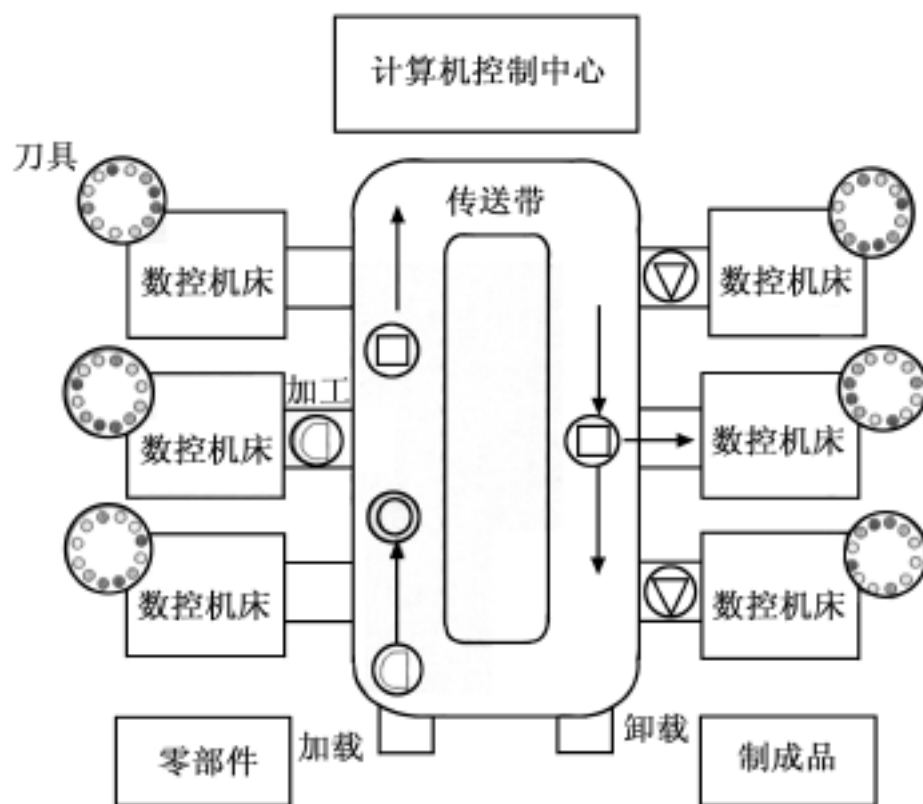 计算机控制中心
刀具
传送带
数控机床
数控机床
加工
数控机床
数控机床
数控机床
数控机床
零部件
加载
卸载
制成品